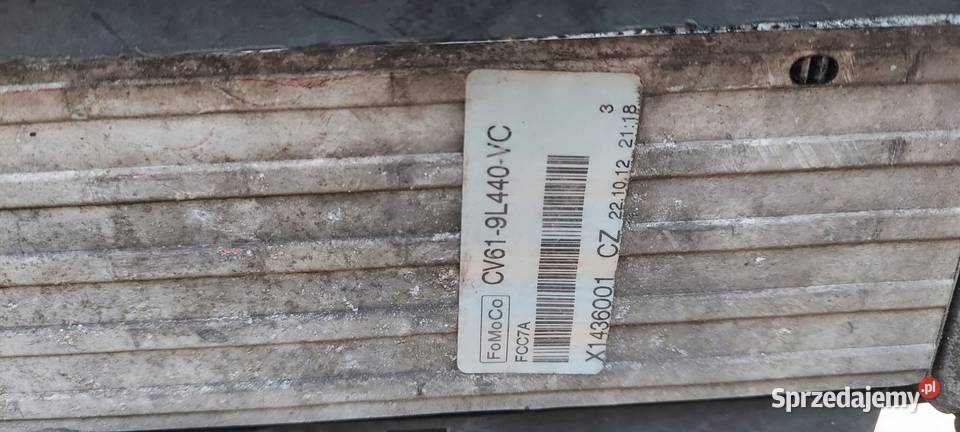 FoMoCo CV61-9L440-VC
FCC7A
X1436001 CZ 22.10.12 21:18 3
Sprzedajemy.pl